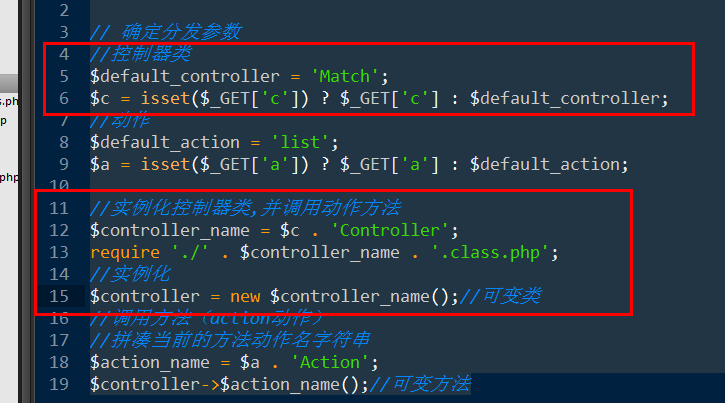 2
3 // 确定分发参数
4 //控制器类
5 $default_controller = 'Match';
6 $c = isset($_GET['c']) ? $_GET['c'] : $default_controller;
7 //动作
8 $default_action = 'list';
9 $a = isset($_GET['a']) ? $_GET['a'] : $default_action;
10
11 //实例化控制器类,并调用动作方法
12 $controller_name = $c . 'Controller';
13 require './' . $controller_name . '.class.php';
14 //实例化
15 $controller = new $controller_name();//可变类
16 //调用方法（action动作）
17 //拼凑当前的方法动作名字符串
18 $action_name = $a . 'Action';
19 $controller->$action_name();//可变方法
s.ph
p
php